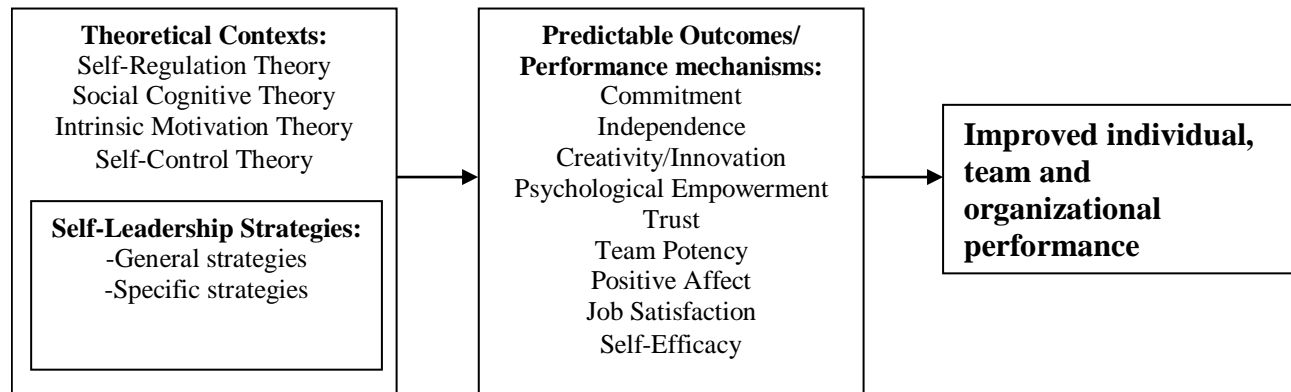 Theoretical Contexts:
Self-Regulation Theory
Social Cognitive Theory
Intrinsic Motivation Theory
Self-Control Theory
Self-Leadership Strategies:
-General strategies
-Specific strategies
Predictable Outcomes/
Performance mechanisms:
Commitment
Independence
Creativity/Innovation
Psychological Empowerment
Trust
Team Potency
Positive Affect
Job Satisfaction
Self-Efficacy
Improved individual,
team and
organizational
performance